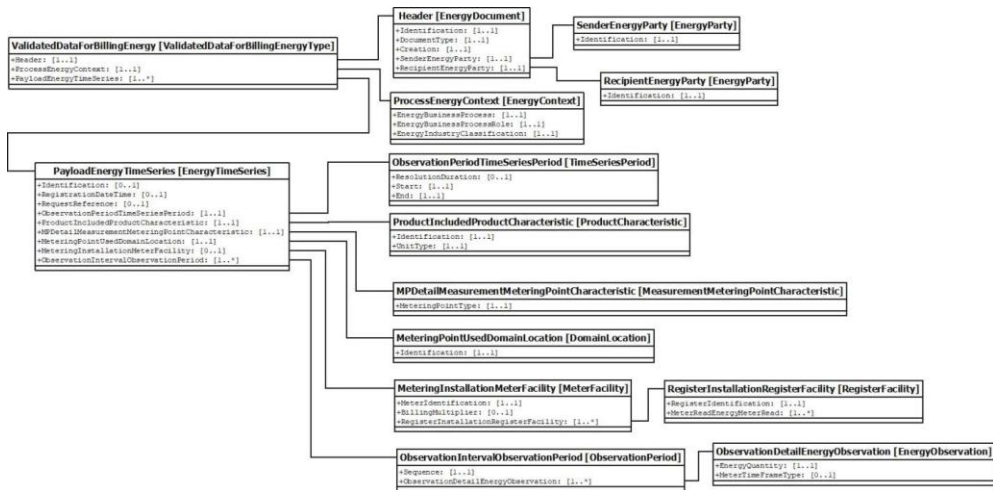 Header [EnergyDocument]
+Identification: [1..1]
+DocumentType: [1..1]
+Creation: [1..1]
+SenderEnergyParty: [1..1]
+RecipientEnergyParty: [1..1]
SenderEnergyParty [EnergyParty]
+Identification: [1..1]
ValidatedDataForBillingEnergy [ValidatedDataForBillingEnergyType]
+Header: [1..1]
+ProcessEnergyContext: [1..1]
+PayloadEnergyTimeSeries: [1..*]
RecipientEnergyParty [EnergyParty]
+Identification: [1..1]
ProcessEnergyContext [EnergyContext]
+EnergyBusinessProcess: [1..1]
+EnergyBusinessProcessRole: [1..1]
+EnergyIndustryClassification: [1..1]
PayloadEnergyTimeSeries [EnergyTimeSeries]
+Identification: [0..1]
+RegistrationDateTime: [0..1]
+RequestReference: [0..1]
+ObservationPeriodTimeSeriesPeriod: [1..1]
+ProductIncludedProductCharacteristic: [1..1]
+MPDetailMeasurementMeteringPointCharacteristic: [1..1]
+MeteringPointUsedDomainLocation: [1..1]
+MeteringInstallationMeterFacility: [0..1]
+ObservationIntervalObservationPeriod: [1..*]
ObservationPeriodTimeSeriesPeriod [TimeSeriesPeriod]
+ResolutionDuration: [0..1]
+Start: [1..1]
+End: [1..1]
ProductIncludedProductCharacteristic [ProductCharacteristic]
+Identification: [1..1]
+UnitType: [1..1]
MPDetailMeasurementMeteringPointCharacteristic [MeasurementMeteringPointCharacteristic]
+MeteringPointType: [1..1]
MeteringPointUsedDomainLocation [DomainLocation]
+Identification: [1..1]
MeteringInstallationMeterFacility [MeterFacility]
+MeterIdentification: [1..1]
+BillingMultiplier: [0..1]
+RegisterInstallationRegisterFacility: [1..*]
RegisterInstallationRegisterFacility [RegisterFacility]
+RegisterIdentification: [1..1]
+MeterReadEnergyMeterRead: [1..*]
ObservationIntervalObservationPeriod [ObservationPeriod]
+Sequence: [1..1]
+ObservationDetailEnergyObservation: [1..*]
ObservationDetailEnergyObservation [EnergyObservation]
+EnergyQuantity: [1..1]
+MeterTimeFrameType: [0..1]